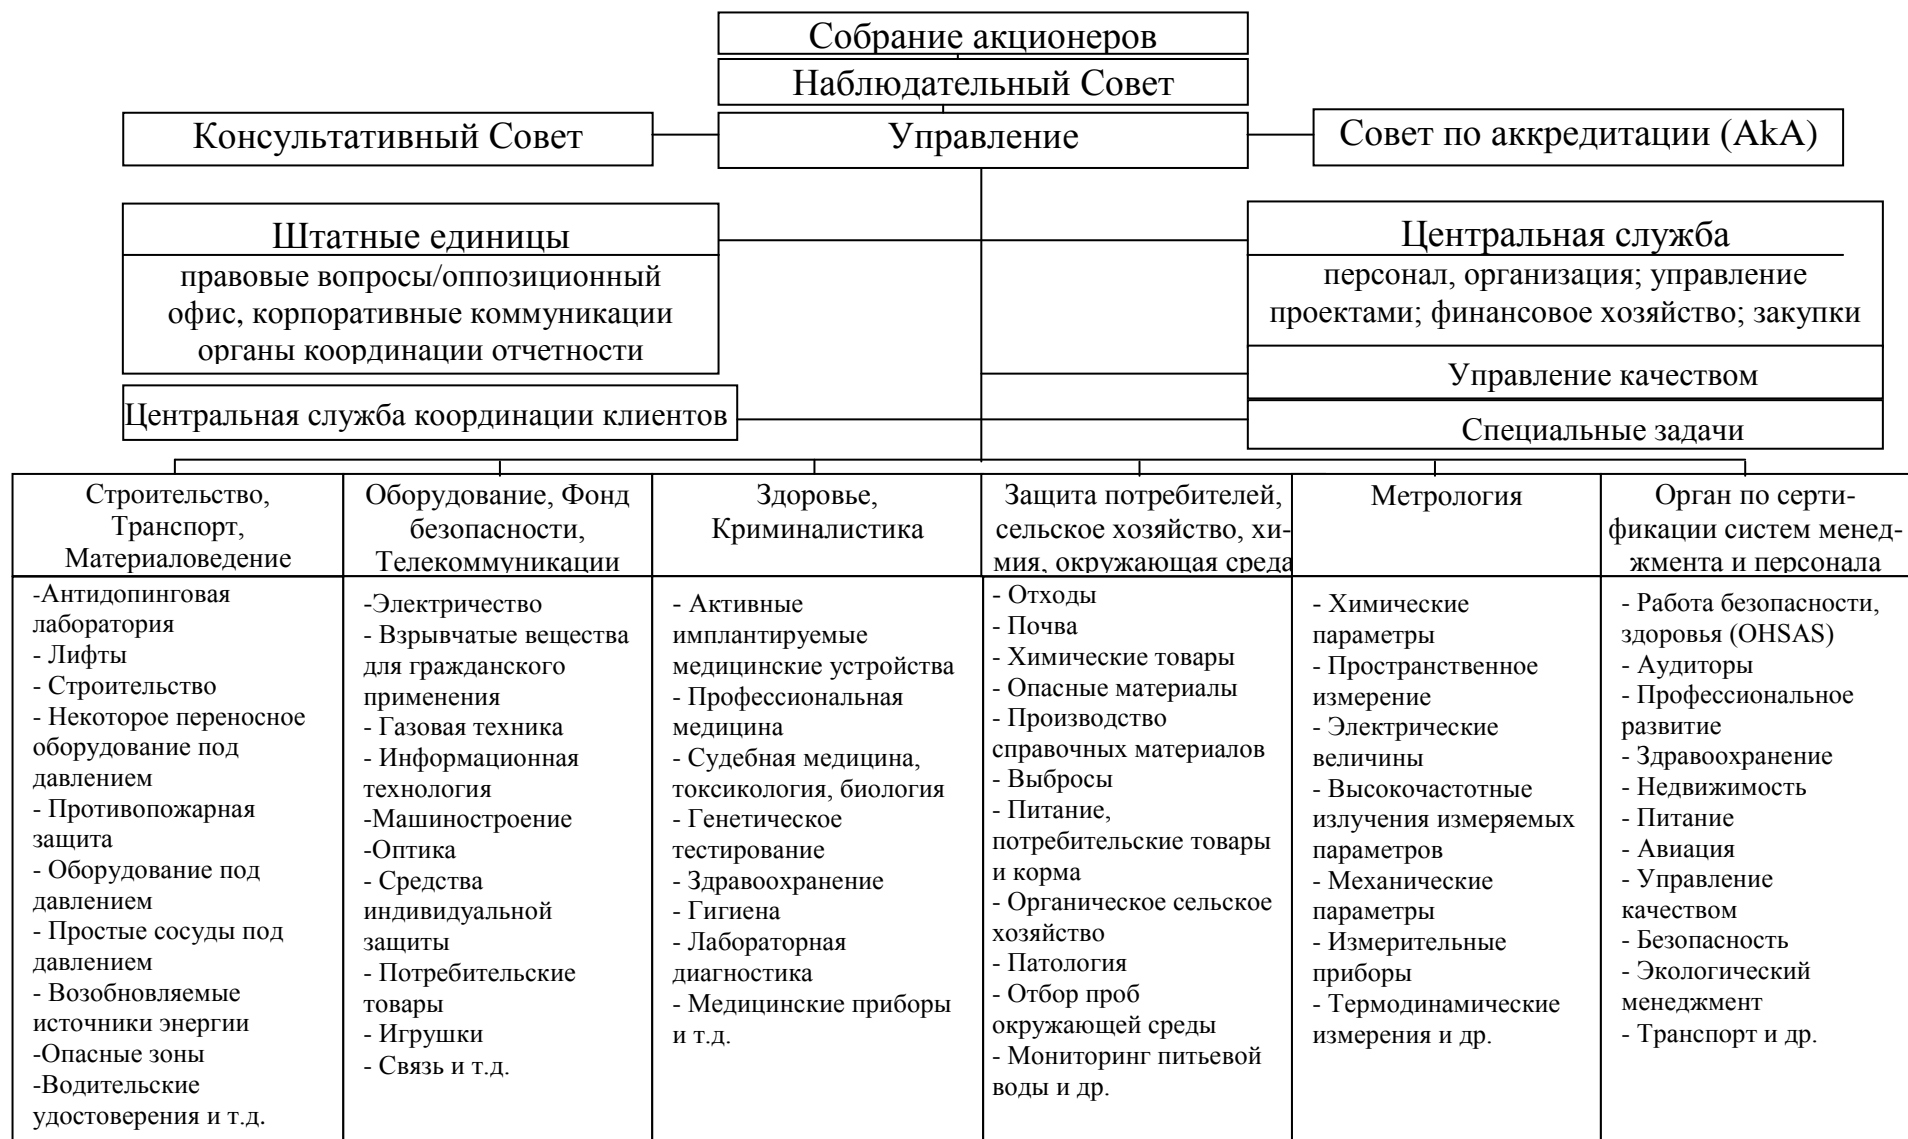 Собрание акционеров
Наблюдательный Совет
Консультативный Совет
Управление
Совет по аккредитации (AkA)
Штатные единицы
правовые вопросы/оппозиционный
офис, корпоративные коммуникации
органы координации отчетности
Центральная служба
персонал, организация; управление
проектами; финансовое хозяйство; закупки
Управление качеством
Центральная служба координации клиентов
Специальные задачи
Строительство,
Транспорт,
Материаловедение
Оборудование, Фонд
безопасности,
Телекоммуникации
Здоровье,
Криминалистика
Защита потребителей,
сельское хозяйство, хи-
мия, окружающая среда
Метрология
Орган по серти-
фикации систем менед-
жмента и персонала
-Антидопинговая
лаборатория
- Лифты
- Строительство
- Некоторое переносное
оборудование под
давлением
- Противопожарная
защита
- Оборудование под
давлением
- Простые сосуды под
давлением
- Возобновляемые
источники энергии
-Опасные зоны
-Водительские
удостоверения и т.д.
-Электричество
- Взрывчатые вещества
для гражданского
применения
- Газовая техника
- Информационная
технология
-Машиностроение
-Оптика
- Средства
индивидуальной
защиты
- Потребительские
товары
- Игрушки
- Связь и т.д.
- Активные
имплантируемые
медицинские устройства
- Профессиональная
медицина
- Судебная медицина,
токсикология, биология
- Генетическое
тестирование
- Здравоохранение
- Гигиена
- Лабораторная
диагностика
- Медицинские приборы
и т.д.
- Отходы
- Почва
- Химические товары
- Опасные материалы
- Производство
справочных материалов
- Выбросы
- Питание,
потребительские товары
и корма
- Органическое сельское
хозяйство
- Патология
- Отбор проб
окружающей среды
- Мониторинг питьевой
воды и др.
- Химические
параметры
- Пространственное
измерение
- Электрические
величины
- Высокочастотные
излучения измеряемых
параметров
- Механические
параметры
- Измерительные
приборы
- Термодинамические
измерения и др.
- Работа безопасности,
здоровья (OHSAS)
- Аудиторы
- Профессиональное
развитие
- Здравоохранение
- Недвижимость
- Питание
- Авиация
- Управление
качеством
- Безопасность
- Экологический
менеджмент
- Транспорт и др.